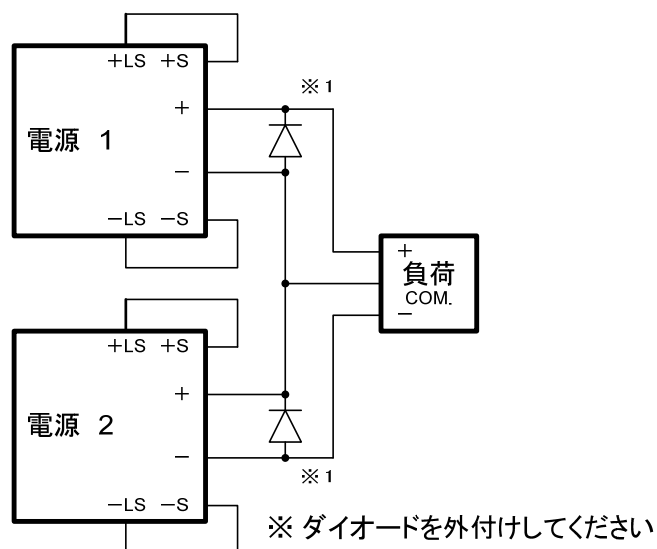 +LS +S
※1
+
電源 1
−
−LS −S
+
負荷
COM.
−
+LS +S
+
電源 2
−
※1
−LS −S
※ ダイオードを外付けしてください